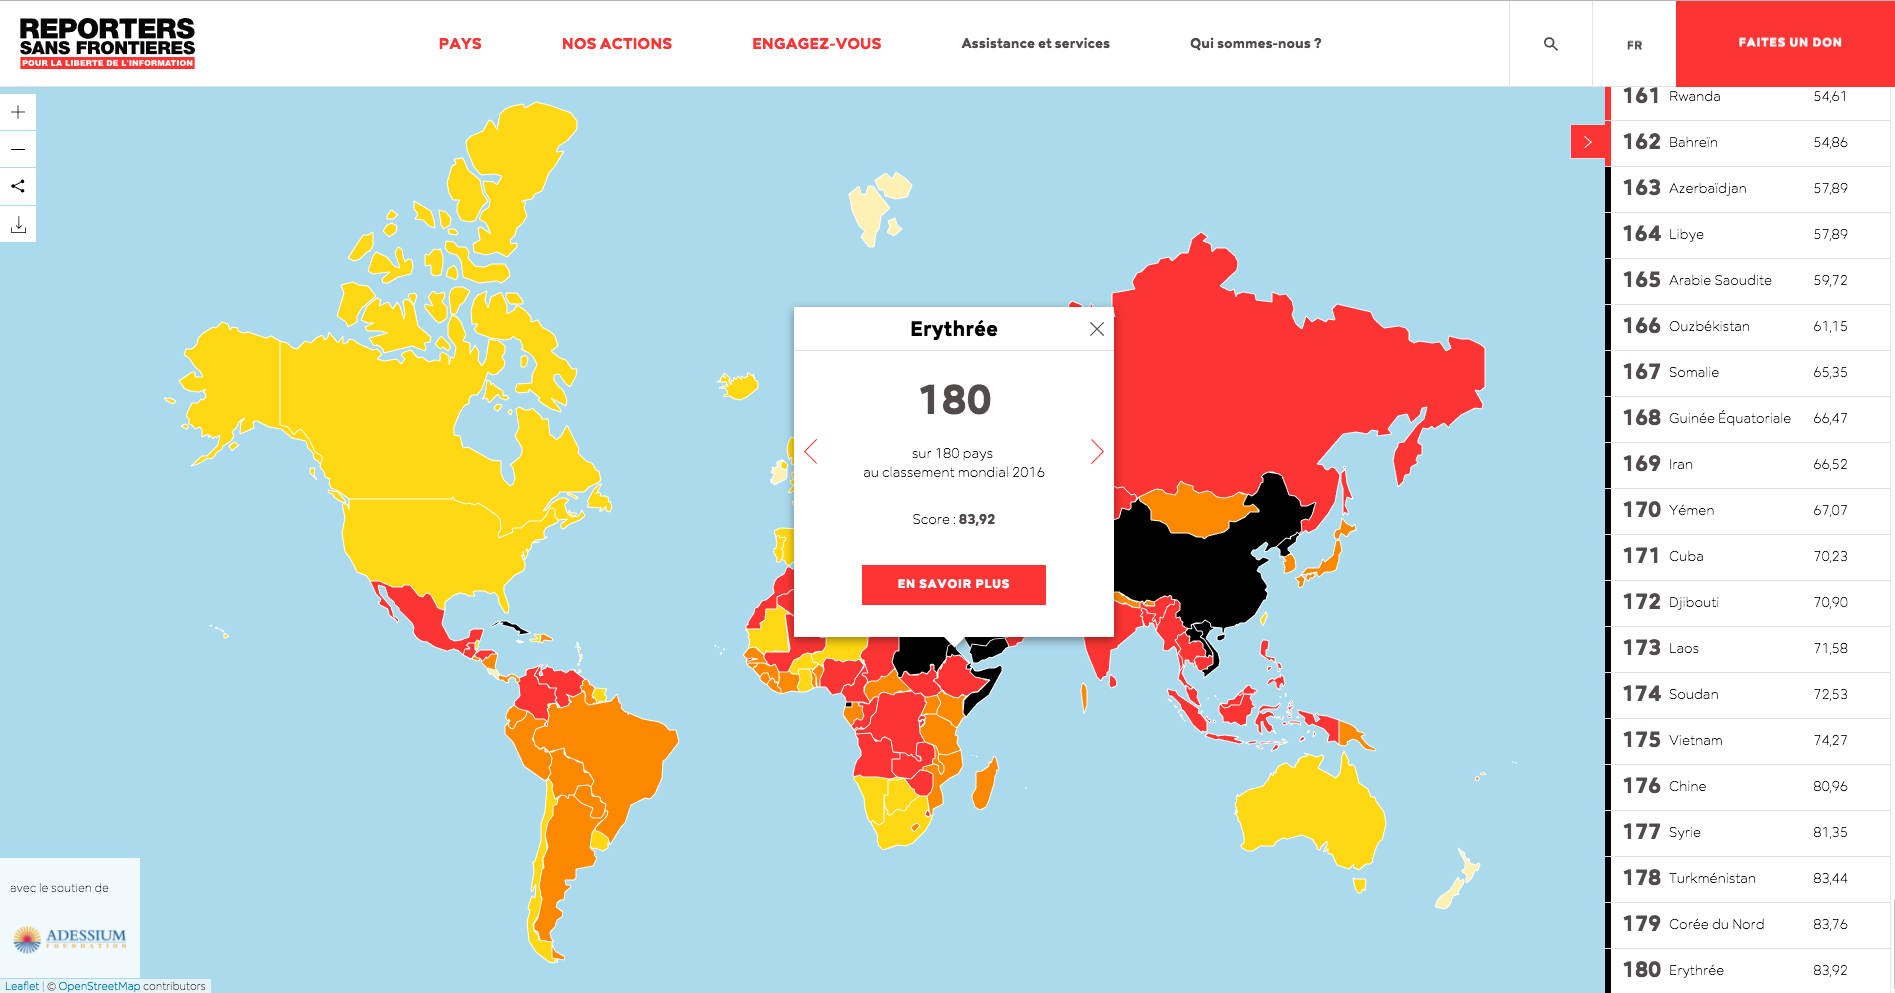 REPORTERS
SANS FRONTIERES
POUR LA LIBERTE DE L'INFORMATION
PAYS
NOS ACTIONS
ENGAGEZ-VOUS
Assistance et services
Qui sommes-nous ?
FR
FAITES UN DON
161 Rwanda 54,61
162 Bahreïn 54,86
163 Azerbaïdjan 57,89
164 Libye 57,89
165 Arabie Saoudite 59,72
166 Ouzbékistan 61,15
167 Somalie 65,35
168 Guinée Équatoriale 66,47
169 Iran 66,52
170 Yémen 67,07
171 Cuba 70,23
172 Djibouti 70,90
173 Laos 71,58
174 Soudan 72,53
175 Vietnam 74,27
176 Chine 80,96
177 Syrie 81,35
178 Turkménistan 83,44
179 Corée du Nord 83,76
180 Erythrée 83,92
Erythrée
180
sur 180 pays
au classement mondial 2016
Score : 83,92
EN SAVOIR PLUS
avec le soutien de
ADESSIUM
FOUNDATION
Leaflet | © OpenStreetMap contributors